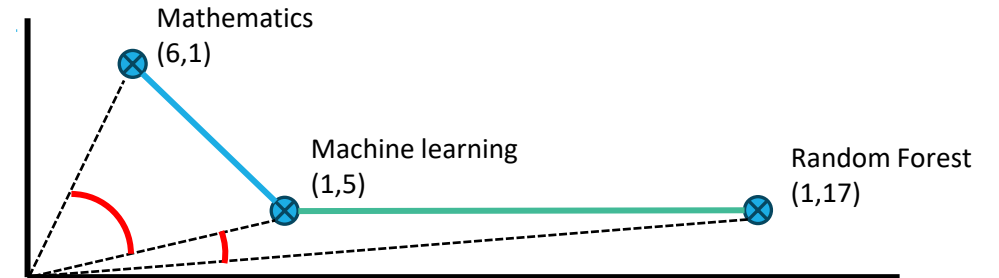 Mathematics
(6,1)
Machine learning
(1,5)
Random Forest
(1,17)